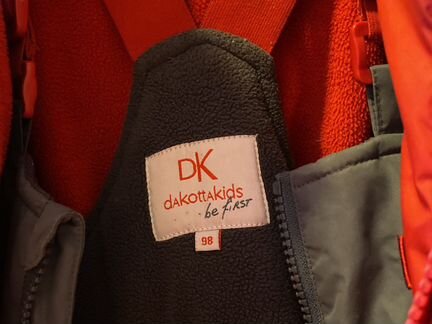 DK
dAKottAkids
be fiRST
98